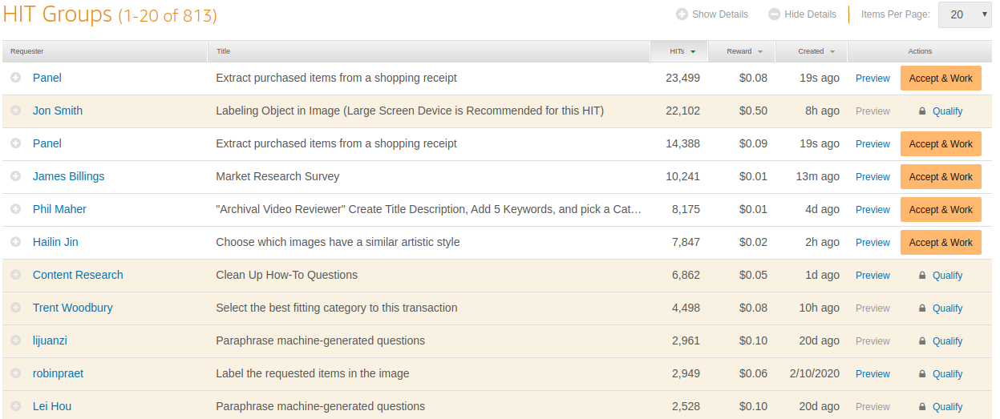 HIT Groups (1-20 of 813) Show Details Hide Details Items Per Page: 20
Requester Title HITs Reward Created Actions
Panel Extract purchased items from a shopping receipt 23,499 $0.08 19s ago Preview Accept & Work
Jon Smith Labeling Object in Image (Large Screen Device is Recommended for this HIT) 22,102 $0.50 8h ago Preview Qualify
Panel Extract purchased items from a shopping receipt 14,388 $0.09 19s ago Preview Accept & Work
James Billings Market Research Survey 10,241 $0.01 13m ago Preview Accept & Work
Phil Maher "Archival Video Reviewer" Create Title Description, Add 5 Keywords, and pick a Cat… 8,175 $0.01 4d ago Preview Accept & Work
Hailin Jin Choose which images have a similar artistic style 7,847 $0.02 2h ago Preview Accept & Work
Content Research Clean Up How-To Questions 6,862 $0.05 1d ago Preview Qualify
Trent Woodbury Select the best fitting category to this transaction 4,498 $0.08 10h ago Preview Qualify
lijuanzi Paraphrase machine-generated questions 2,961 $0.10 20d ago Preview Qualify
robinpraet Label the requested items in the image 2,949 $0.06 2/10/2020 Preview Qualify
Lei Hou Paraphrase machine-generated questions 2,528 $0.10 20d ago Preview Qualify